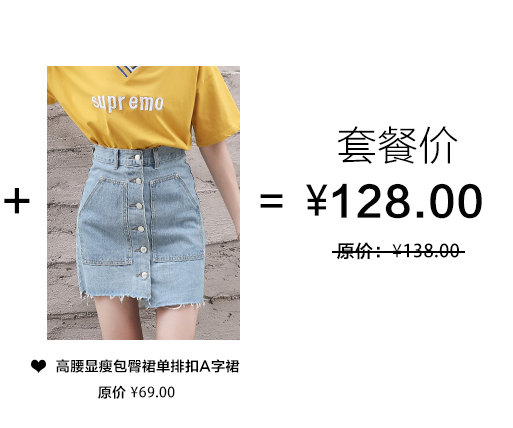 supremo
+
=
套餐价
¥128.00
原价：¥138.00
❤ 高腰显瘦包臀裙单排扣A字裙
原价 ¥69.00